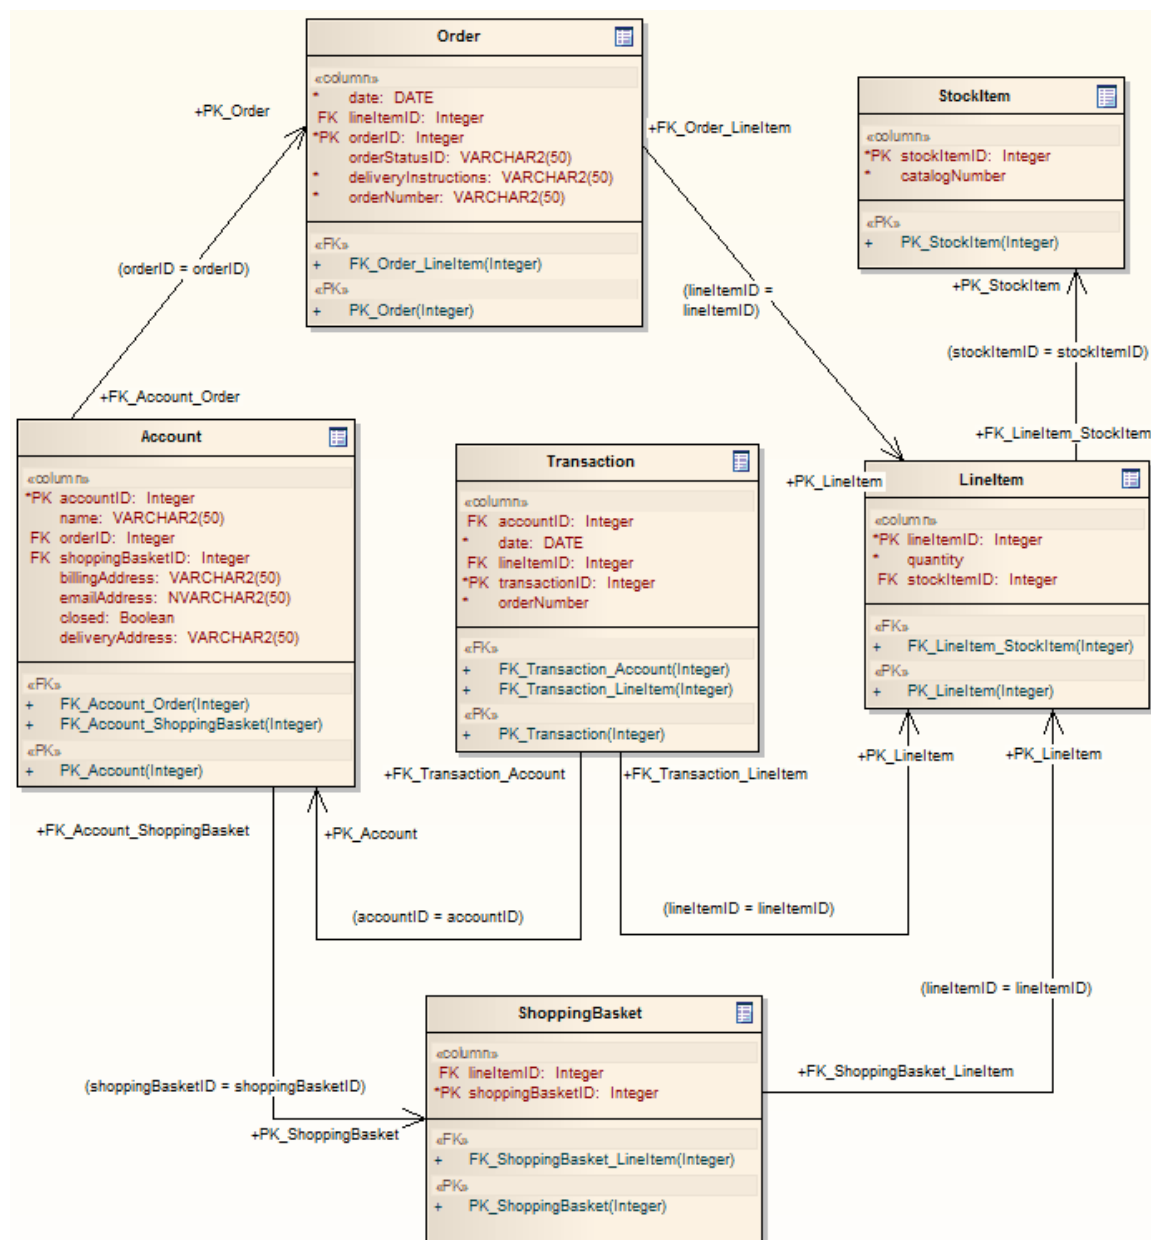 Order
«column»
* date: DATE
FK lineItemID: Integer
*PK orderID: Integer
orderStatusID: VARCHAR2(50)
* deliveryInstructions: VARCHAR2(50)
* orderNumber: VARCHAR2(50)
«FK»
+ FK_Order_LineItem(Integer)
«PK»
+ PK_Order(Integer)
+PK_Order
+FK_Order_LineItem
StockItem
«column»
*PK stockItemID: Integer
* catalogNumber
«PK»
+ PK_StockItem(Integer)
+PK_StockItem
(orderID = orderID)
(lineItemID =
lineItemID)
(stockItemID = stockItemID)
+FK_Account_Order
+FK_LineItem_StockItem
Account
«column»
*PK accountID: Integer
name: VARCHAR2(50)
FK orderID: Integer
FK shoppingBasketID: Integer
billingAddress: VARCHAR2(50)
emailAddress: NVARCHAR2(50)
closed: Boolean
deliveryAddress: VARCHAR2(50)
«FK»
+ FK_Account_Order(Integer)
+ FK_Account_ShoppingBasket(Integer)
«PK»
+ PK_Account(Integer)
Transaction
«column»
FK accountID: Integer
* date: DATE
FK lineItemID: Integer
*PK transactionID: Integer
* orderNumber
«FK»
+ FK_Transaction_Account(Integer)
+ FK_Transaction_LineItem(Integer)
«PK»
+ PK_Transaction(Integer)
+PK_LineItem
LineItem
«column»
*PK lineItemID: Integer
* quantity
FK stockItemID: Integer
«FK»
+ FK_LineItem_StockItem(Integer)
«PK»
+ PK_LineItem(Integer)
+FK_Transaction_Account
+FK_Transaction_LineItem
+PK_LineItem
+PK_LineItem
+FK_Account_ShoppingBasket
+PK_Account
(accountID = accountID)
(lineItemID = lineItemID)
(lineItemID = lineItemID)
ShoppingBasket
«column»
FK lineItemID: Integer
*PK shoppingBasketID: Integer
«FK»
+ FK_ShoppingBasket_LineItem(Integer)
«PK»
+ PK_ShoppingBasket(Integer)
+FK_ShoppingBasket_LineItem
(shoppingBasketID = shoppingBasketID)
+PK_ShoppingBasket